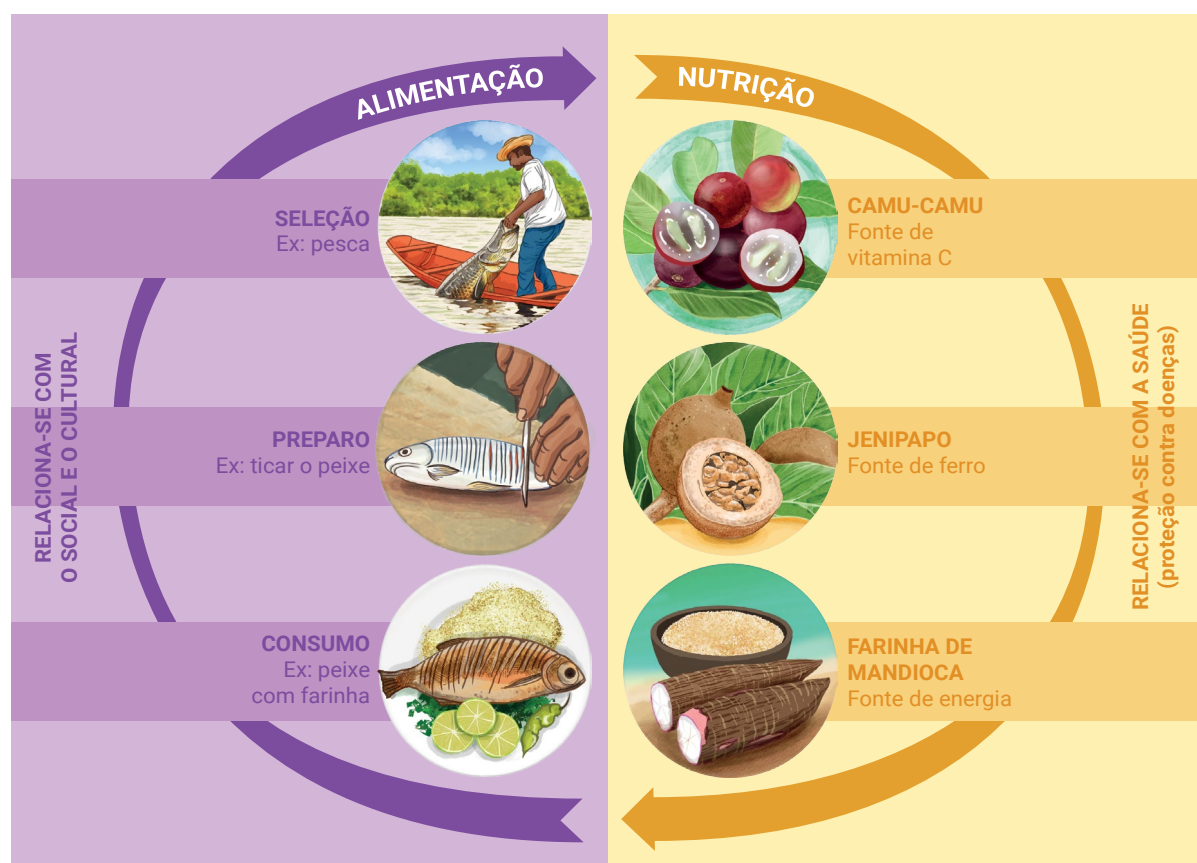 ALIMENTAÇÃO
SELEÇÃO
Ex: pesca
PREPARO
Ex: ticar o peixe
CONSUMO
Ex: peixe
com farinha
RELACIONA-SE COM
O SOCIAL E O CULTURAL
NUTRIÇÃO
CAMU-CAMU
Fonte de
vitamina C
JENIPAPO
Fonte de ferro
FARINHA DE
MANDIOCA
Fonte de energia
RELACIONA-SE COM A SAÚDE
(proteção contra doenças)